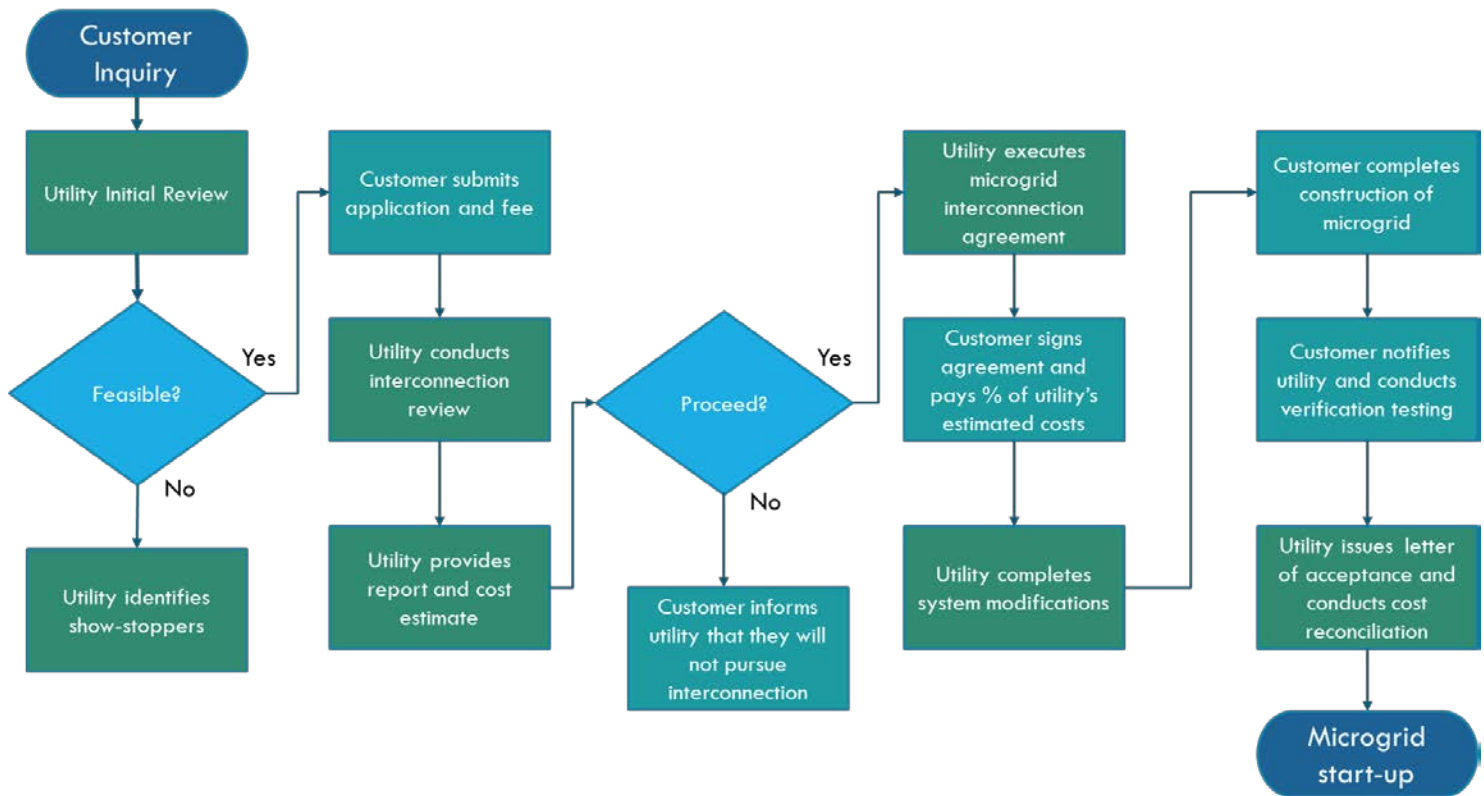 Customer
Inquiry
Utility Initial Review
Feasible?
Yes
No
Utility identifies
show-stoppers
Customer submits
application and fee
Utility conducts
interconnection
review
Utility provides
report and cost
estimate
Proceed?
Yes
No
Customer informs
utility that they will
not pursue
interconnection
Utility executes
microgrid
interconnection
agreement
Customer signs
agreement and
pays % of utility's
estimated costs
Utility completes
system modifications
Customer completes
construction of
microgrid
Customer notifies
utility and conducts
verification testing
Utility issues letter
of acceptance and
conducts cost
reconciliation
Microgrid
start-up